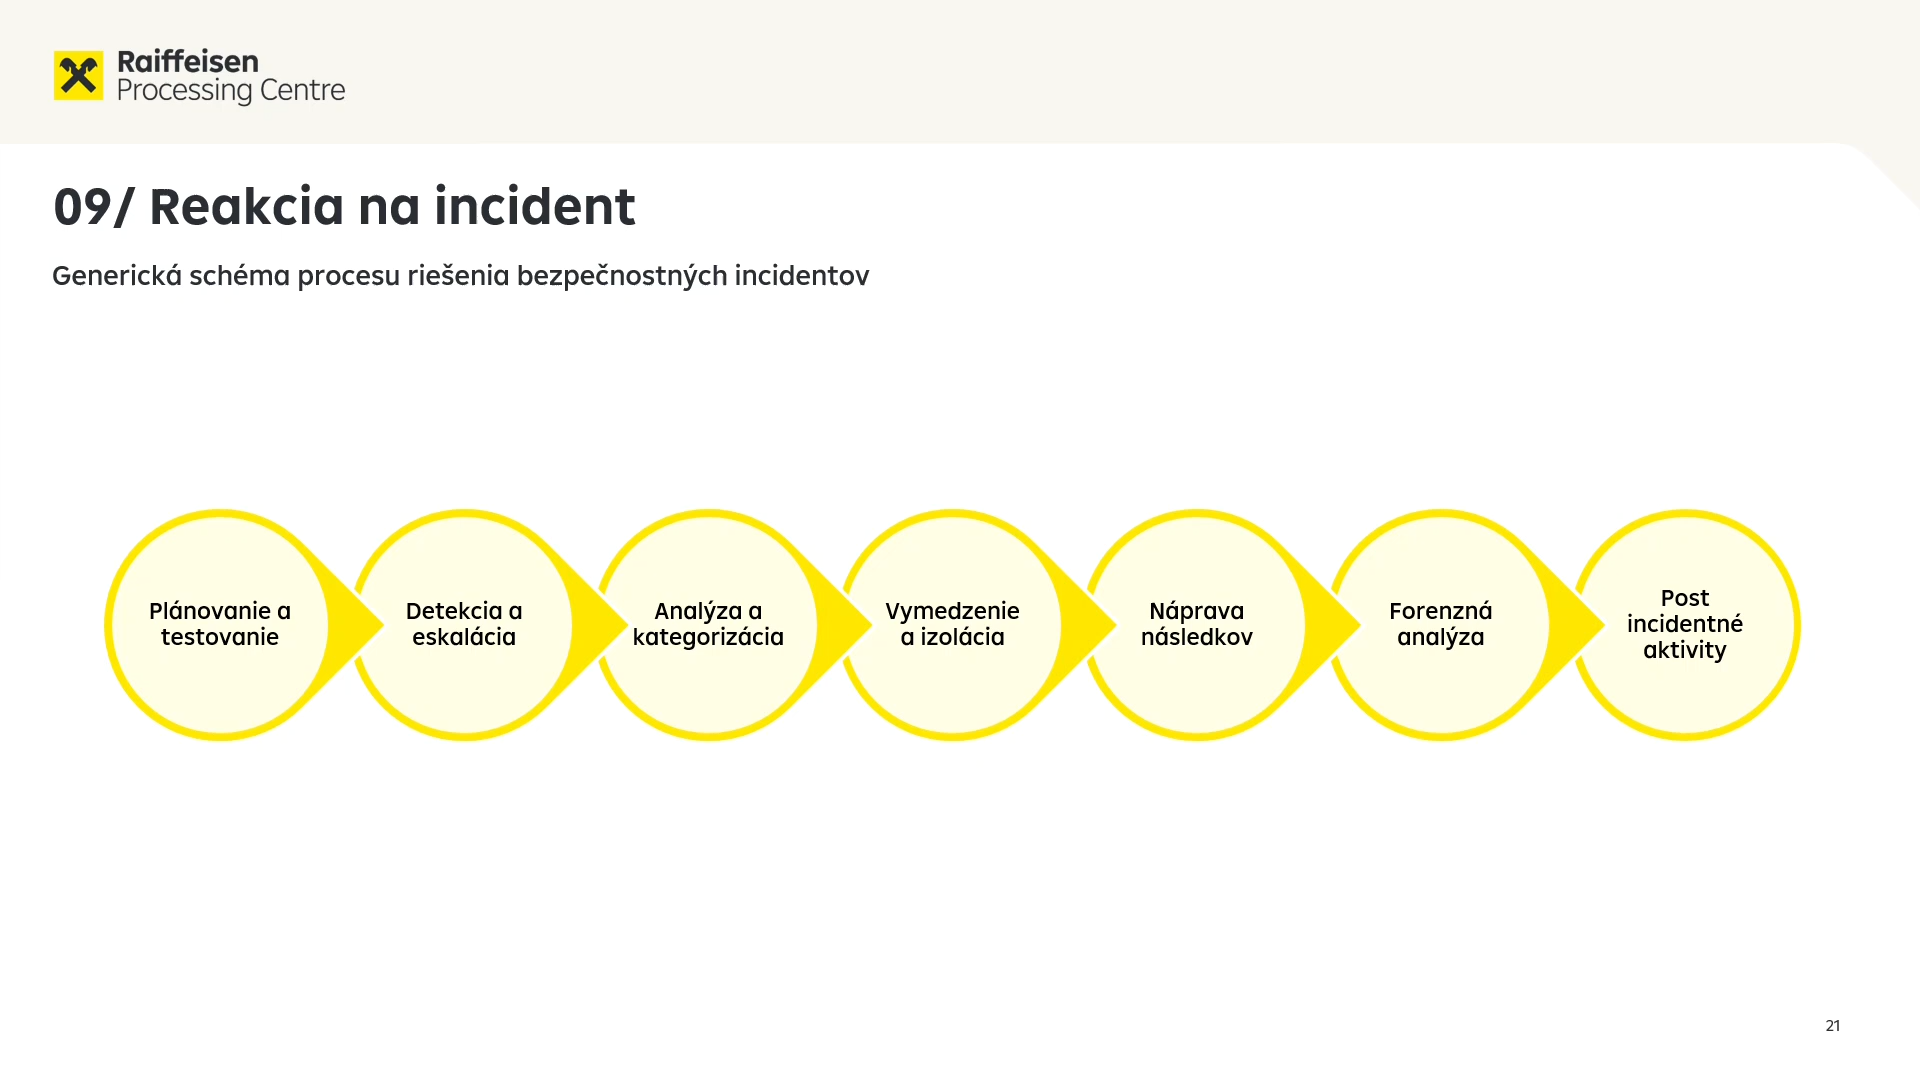 Raiffeisen
Processing Centre
09/ Reakcia na incident
Generická schéma procesu riešenia bezpečnostných incidentov
Plánovanie a
testovanie
Detekcia a
eskalácia
Analýza a
kategorizácia
Vymedzenie
a izolácia
Náprava
následkov
Forenzná
analýza
Post
incidentné
aktivity
21